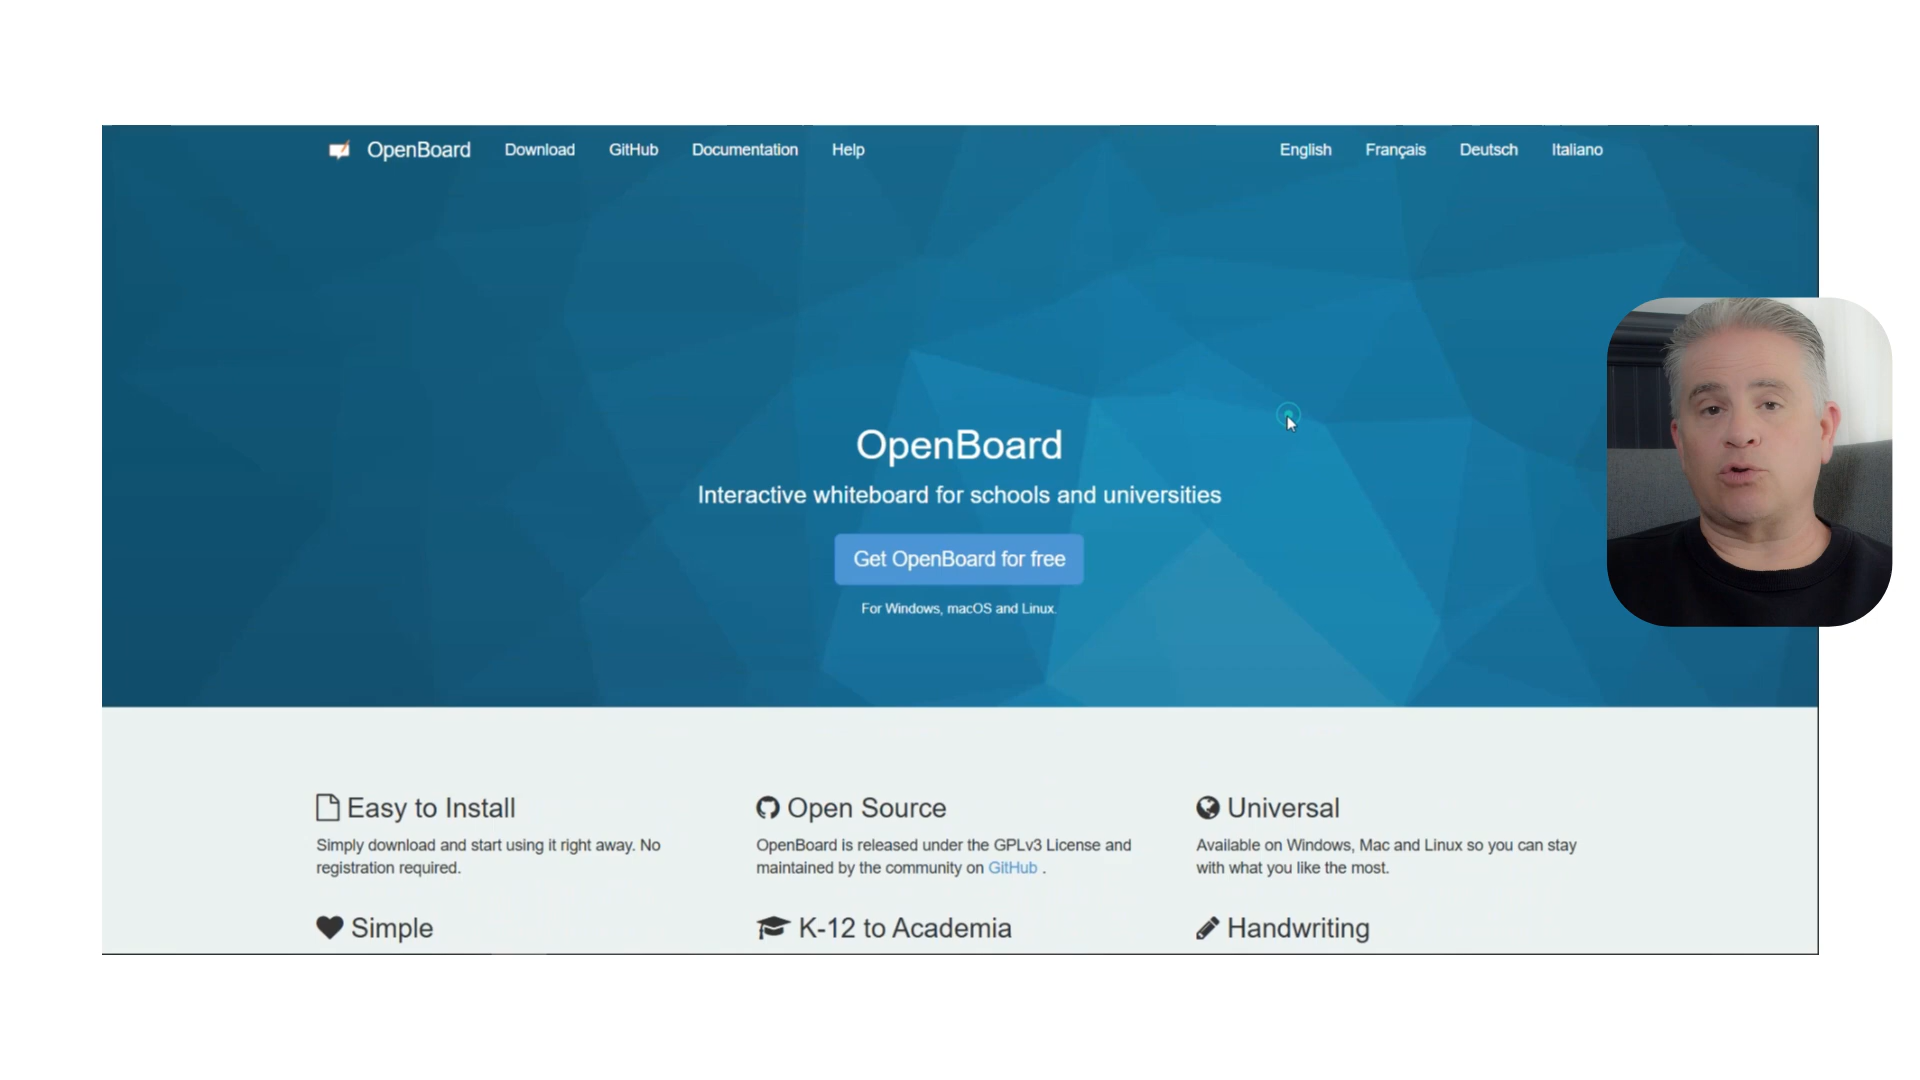 OpenBoard Download GitHub Documentation Help English Français Deutsch Italiano
OpenBoard
Interactive whiteboard for schools and universities
Get OpenBoard for free
For Windows, macOS and Linux.
Easy to Install
Simply download and start using it right away. No
registration required.
Open Source
OpenBoard is released under the GPLv3 License and
maintained by the community on GitHub .
Universal
Available on Windows, Mac and Linux so you can stay
with what you like the most.
Simple
K-12 to Academia
Handwriting